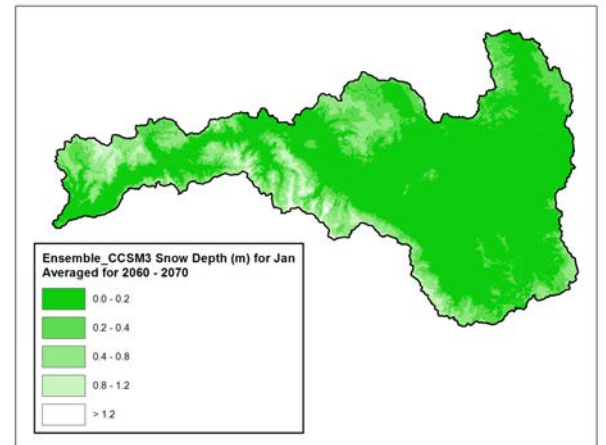 Ensemble_CCSM3 Snow Depth (m) for Jan
Averaged for 2060 - 2070
0.0 - 0.2
0.2 - 0.4
0.4 - 0.8
0.8 - 1.2
> 1.2